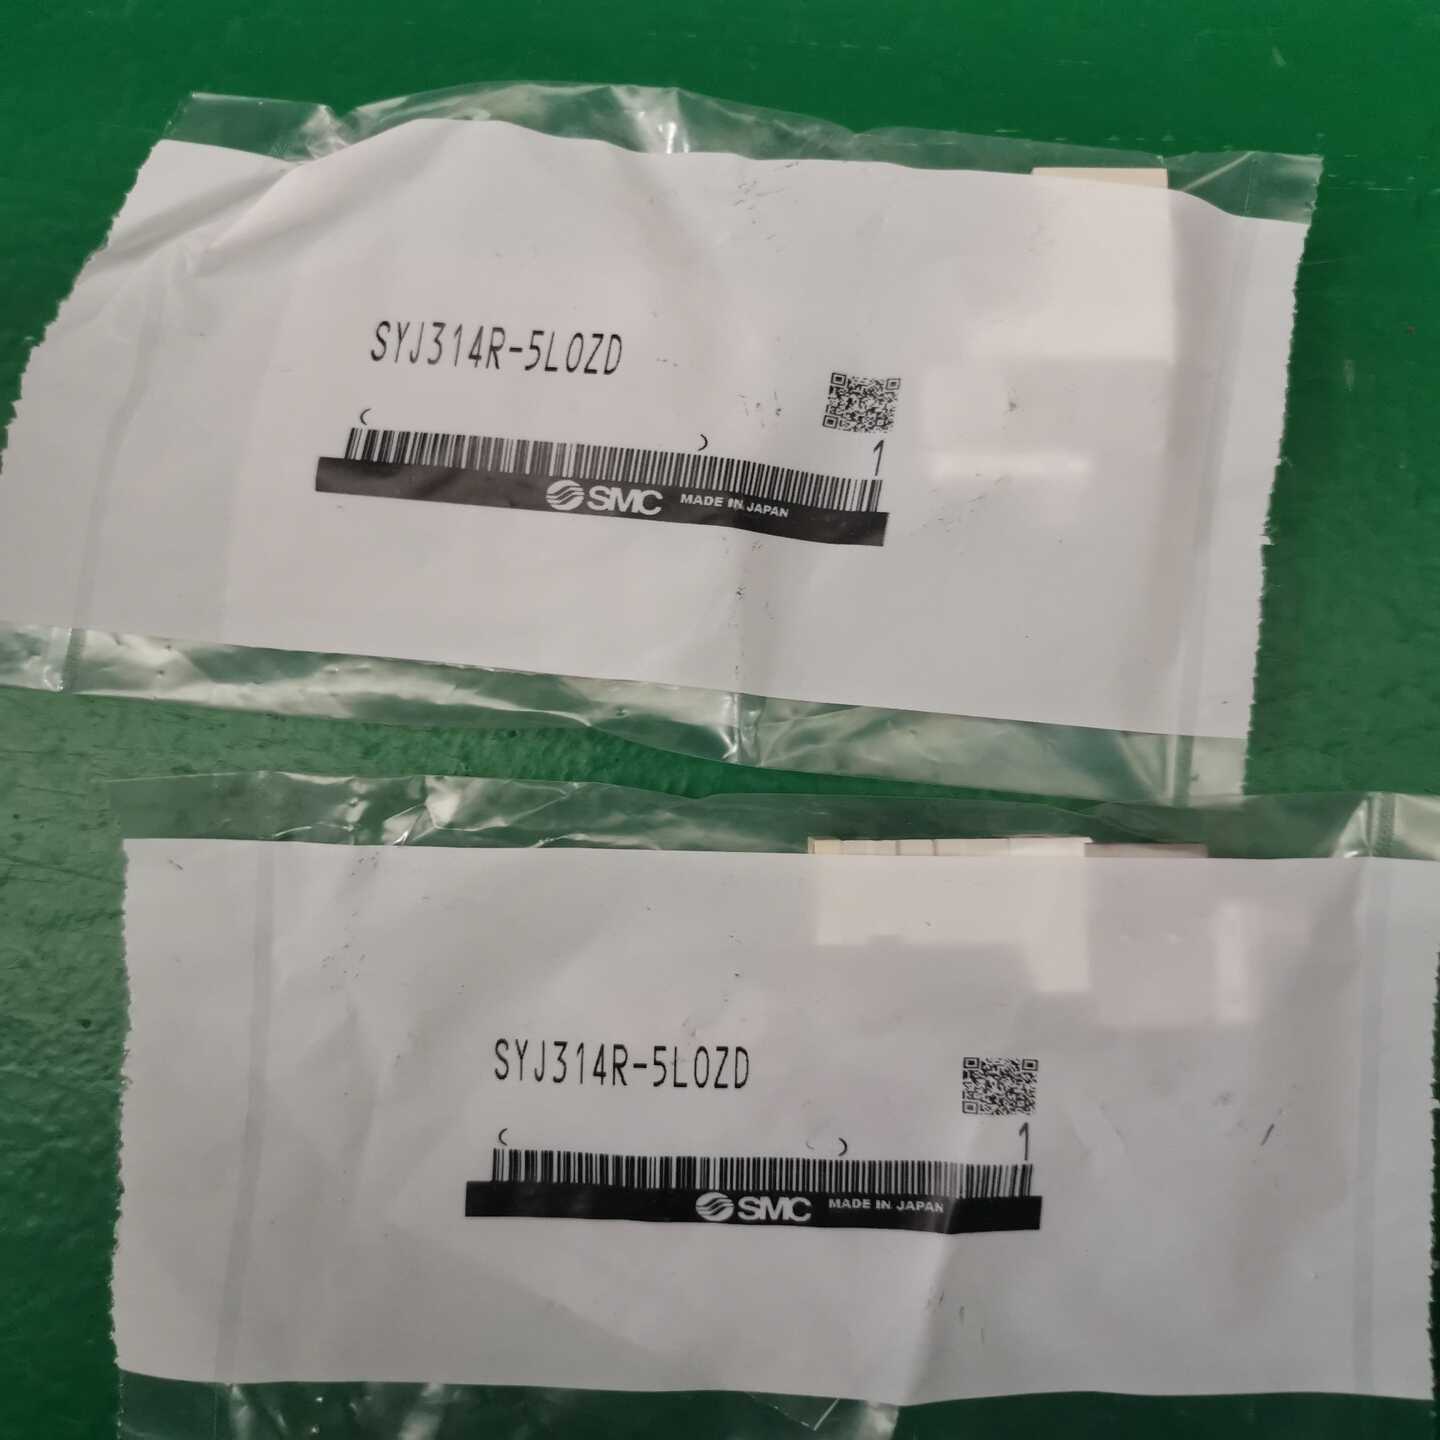 SYJ314R-5LOZD
( )
1
SMC MADE IN JAPAN
SYJ314R-5LOZD
( )
1
SMC MADE IN JAPAN